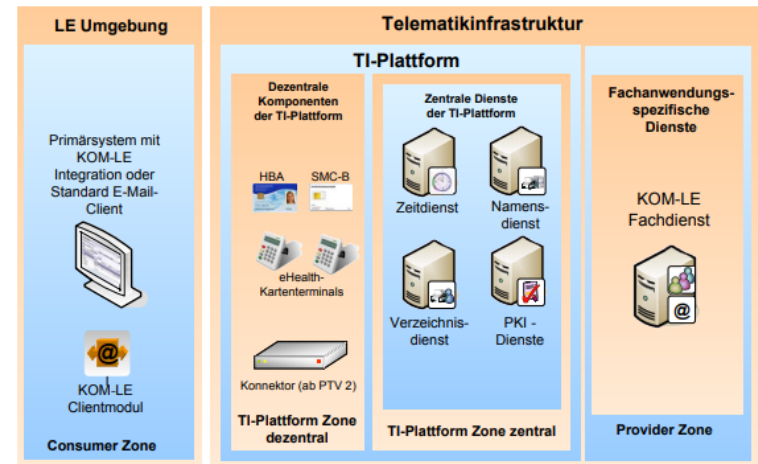 LE Umgebung
Primärsystem mit
KOM-LE
Integration oder
Standard E-Mail-
Client
@
KOM-LE
Clientmodul
Consumer Zone
Telematikinfrastruktur
TI-Plattform
Dezentrale
Komponenten
der TI-Plattform
HBA SMC-B
eHealth-
Kartenterminals
Konnektor (ab PTV 2)
TI-Plattform Zone
dezentral
Zentrale Dienste
der TI-Plattform
Zeitdienst
Namens-
dienst
Verzeichnis-
dienst
PKI -
Dienste
TI-Plattform Zone zentral
Fachanwendungs-
spezifische
Dienste
KOM-LE
Fachdienst
@
Provider Zone